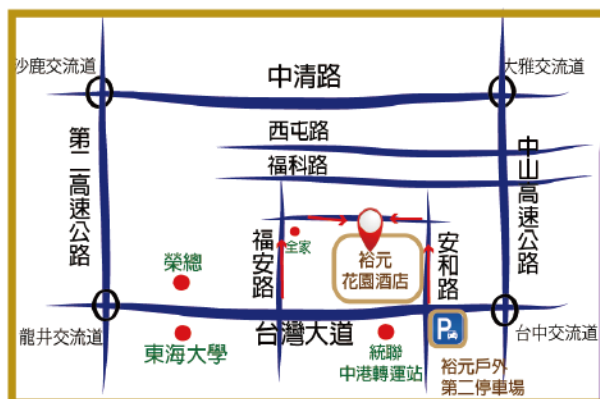 沙鹿交流道
中清路
大雅交流道
西屯路
福科路
第二高速公路
中山高速公路
福安路
全家
裕元
花園酒店
安和路
榮總
龍井交流道
東海大學
台灣大道
統聯
中港轉運站
P
裕元戶外
第二停車場
台中交流道